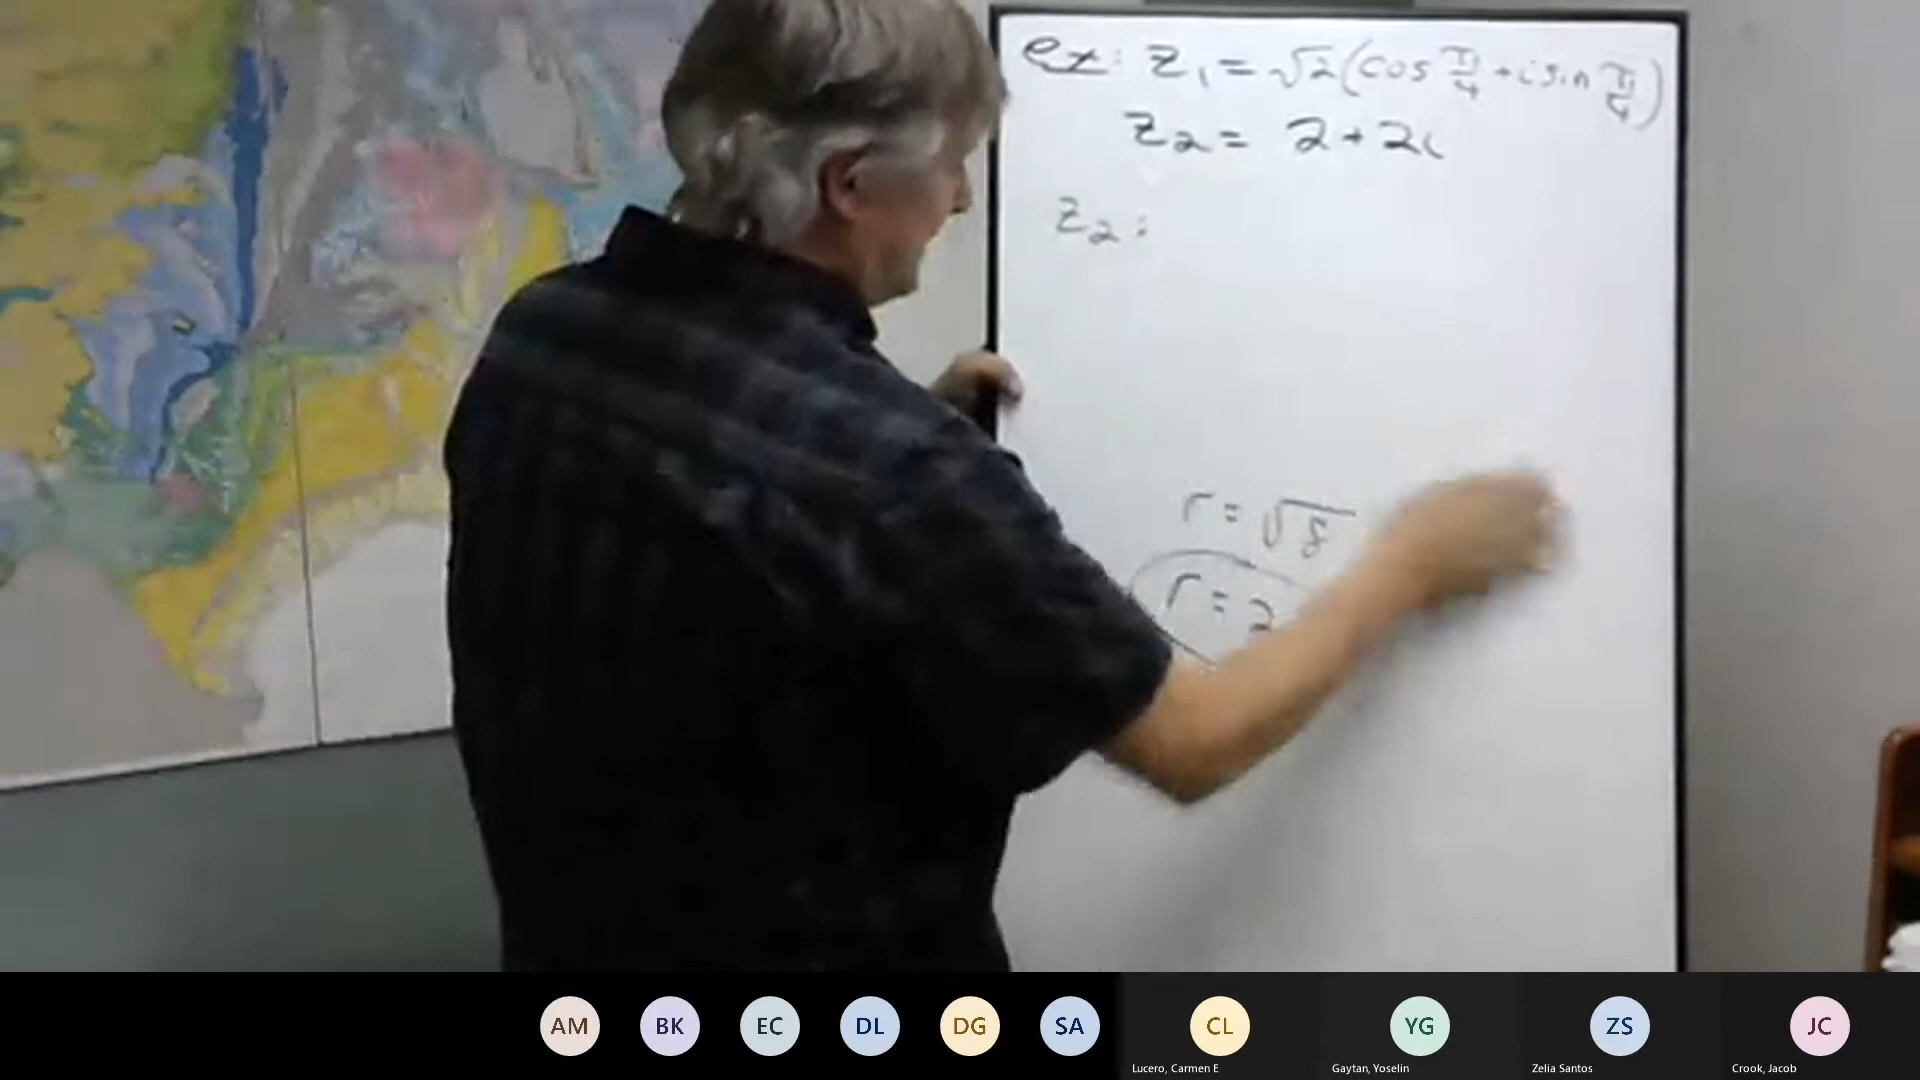 ex: z₁ = √2(cos π/4 + i sin π/4)
z₂ = 2 + 2i
z₂:
r = √8
r = 2
AM BK EC DL DG SA CL YG ZS JC
Lucero, Carmen E Gaytan, Yoselin Zelia Santos Crook, Jacob